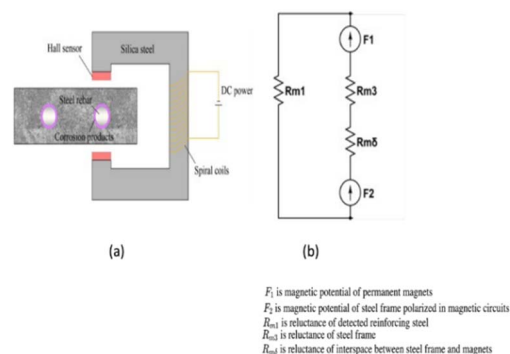 Hall sensor
Silica steel
DC power
Steel rebar
Corrosion products
Spiral coils
F1
Rm1
Rm3
Rmδ
F2
(a)
(b)
F₁ is magnetic potential of permanent magnets
F₂ is magnetic potential of steel frame polarized in magnetic circuits
Rm1 is reluctance of detected reinforcing steel
Rm3 is reluctance of steel frame
Rmδ is reluctance of interspace between steel frame and magnets